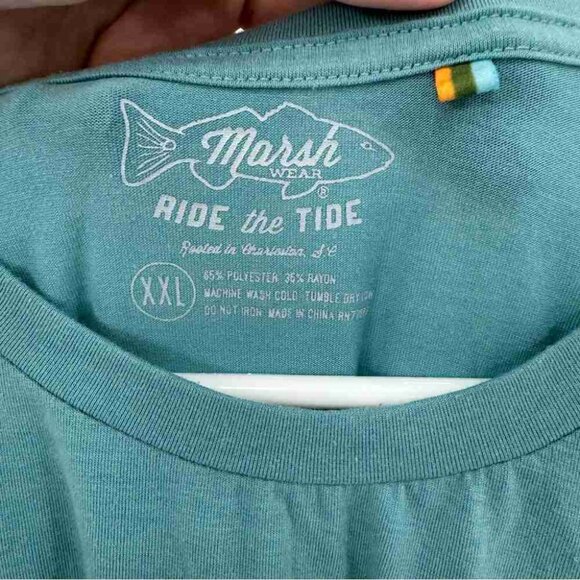 Marsh
WEAR
®
RIDE the TIDE
Rooted in Charleston, SC
XXL
65% POLYESTER 35% RAYON
MACHINE WASH COLD · TUMBLE DRY LOW
DO NOT IRON MADE IN CHINA